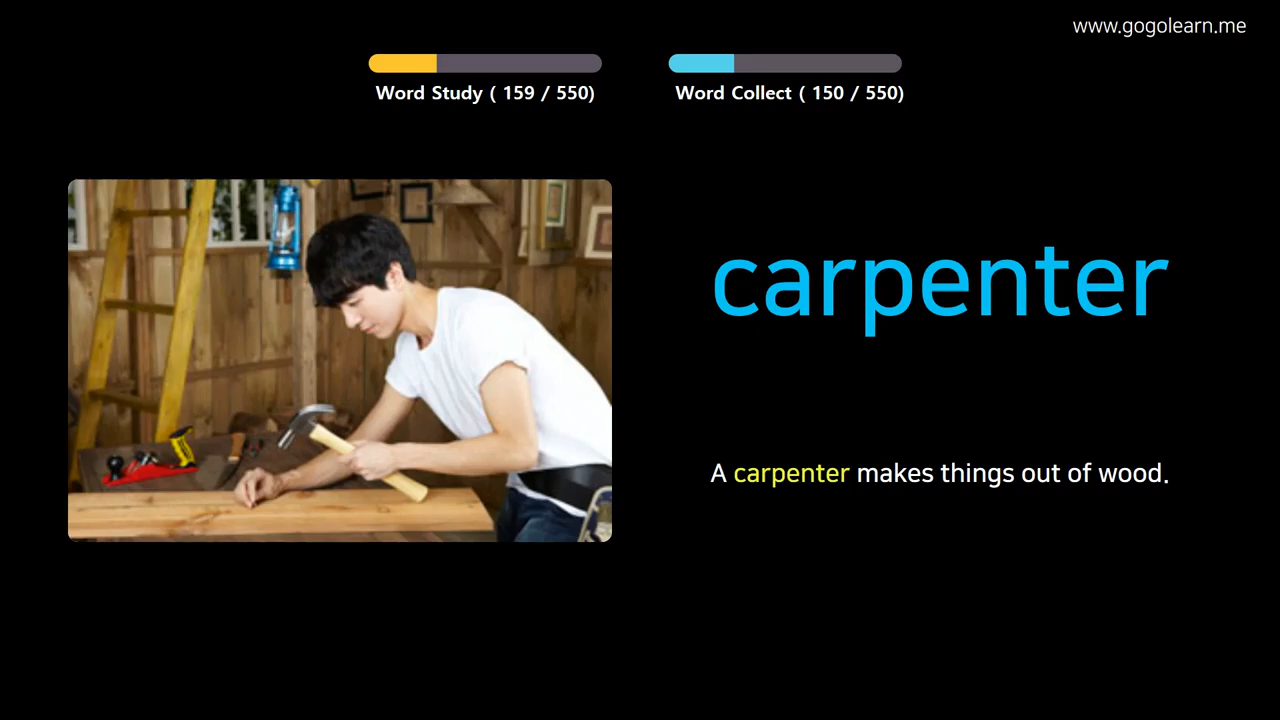 www.gogolearn.me
Word Study ( 159 / 550)
Word Collect ( 150 / 550)
carpenter
A carpenter makes things out of wood.